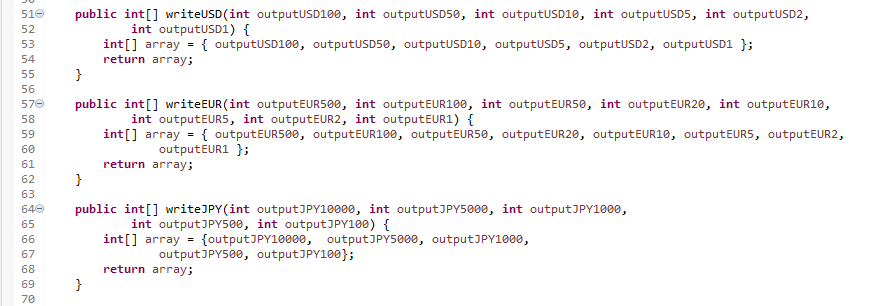 51 public int[] writeUSD(int outputUSD100, int outputUSD50, int outputUSD10, int outputUSD5, int outputUSD2,
52 int outputUSD1) {
53 int[] array = { outputUSD100, outputUSD50, outputUSD10, outputUSD5, outputUSD2, outputUSD1 };
54 return array;
55 }
56
57 public int[] writeEUR(int outputEUR500, int outputEUR100, int outputEUR50, int outputEUR20, int outputEUR10,
58 int outputEUR5, int outputEUR2, int outputEUR1) {
59 int[] array = { outputEUR500, outputEUR100, outputEUR50, outputEUR20, outputEUR10, outputEUR5, outputEUR2,
60 outputEUR1 };
61 return array;
62 }
63
64 public int[] writeJPY(int outputJPY10000, int outputJPY5000, int outputJPY1000,
65 int outputJPY500, int outputJPY100) {
66 int[] array = {outputJPY10000, outputJPY5000, outputJPY1000,
67 outputJPY500, outputJPY100};
68 return array;
69 }
70